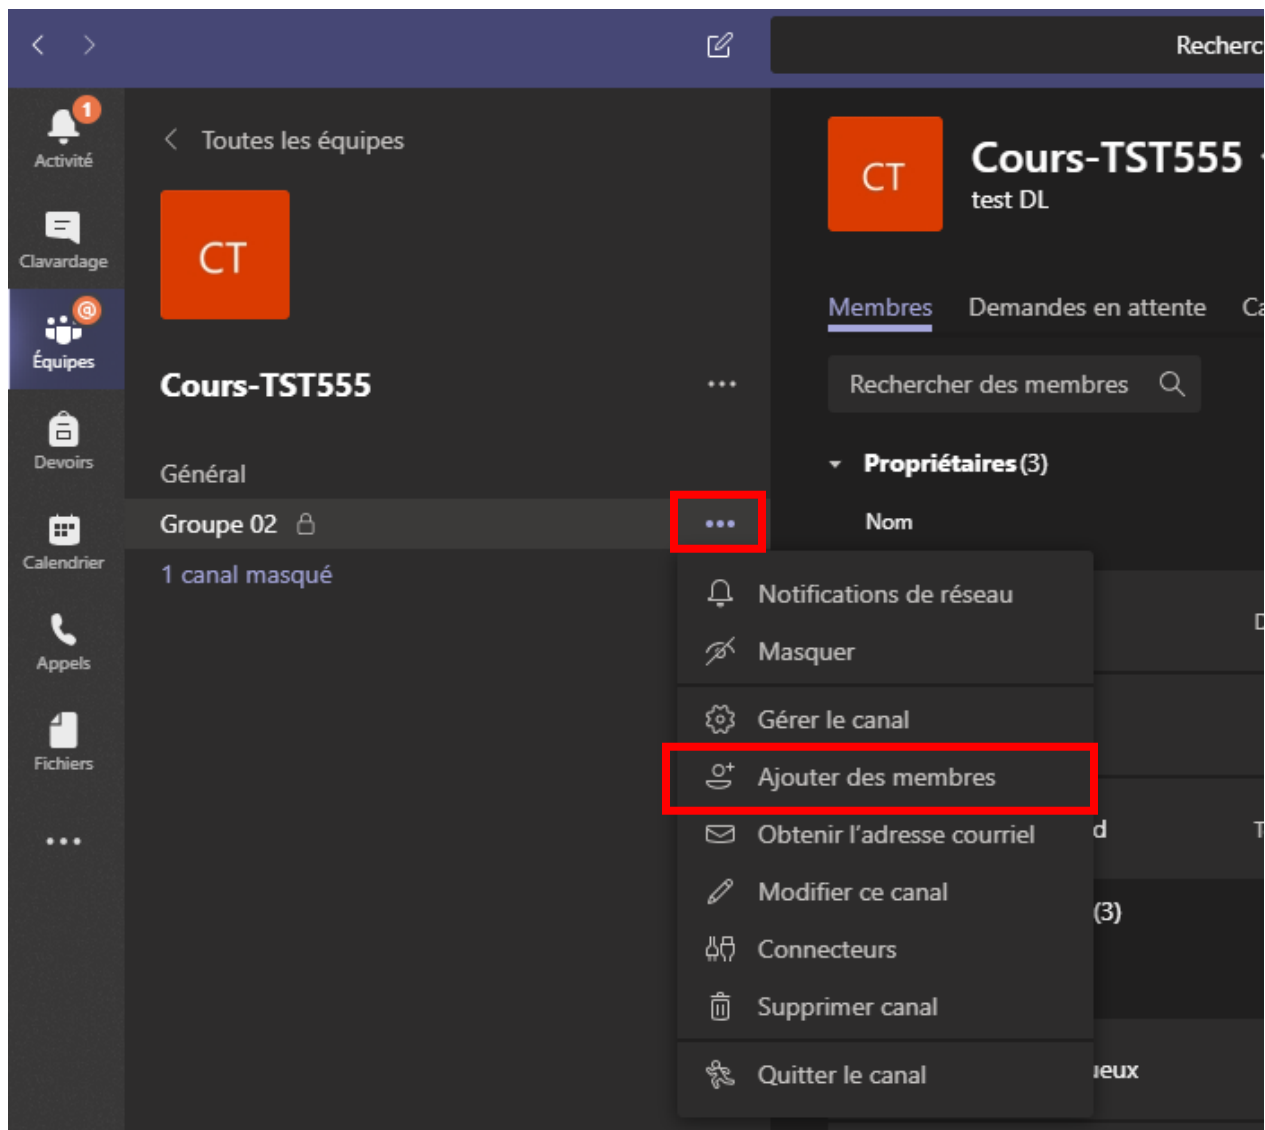 Recherc
1
Activité
Clavardage
@
Équipes
Devoirs
Calendrier
Appels
Fichiers
Toutes les équipes
CT
Cours-TST555
Général
Groupe 02
1 canal masqué
Notifications de réseau
Masquer
Gérer le canal
Ajouter des membres
Obtenir l'adresse courriel
Modifier ce canal
Connecteurs
Supprimer canal
Quitter le canal
CT
Cours-TST555
test DL
Membres Demandes en attente Ca
Rechercher des membres
Propriétaires (3)
Nom
D
d T
(3)
ueux